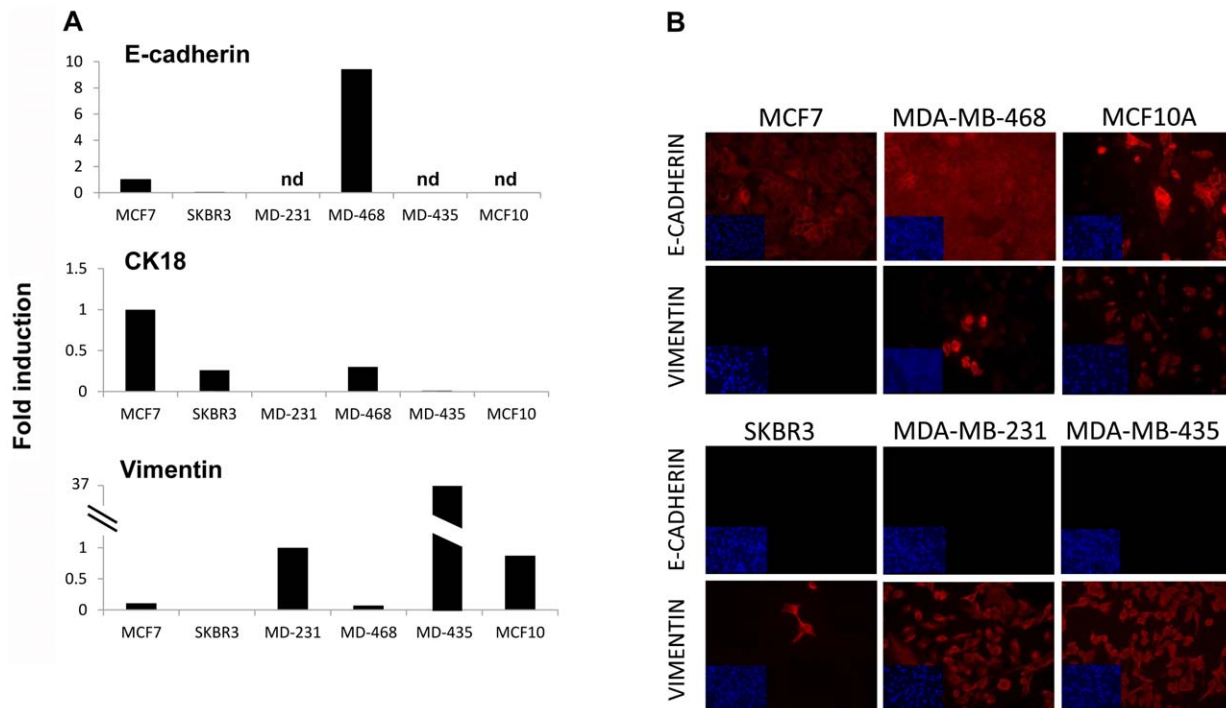 A
E-cadherin
10
8
6
4
2
0
nd nd nd
MCF7 SKBR3 MD-231 MD-468 MD-435 MCF10
CK18
1.5
1
0.5
0
MCF7 SKBR3 MD-231 MD-468 MD-435 MCF10
Vimentin
37
1
0.5
0
MCF7 SKBR3 MD-231 MD-468 MD-435 MCF10
Fold induction
B
MCF7 MDA-MB-468 MCF10A
E-CADHERIN
VIMENTIN
SKBR3 MDA-MB-231 MDA-MB-435
E-CADHERIN
VIMENTIN